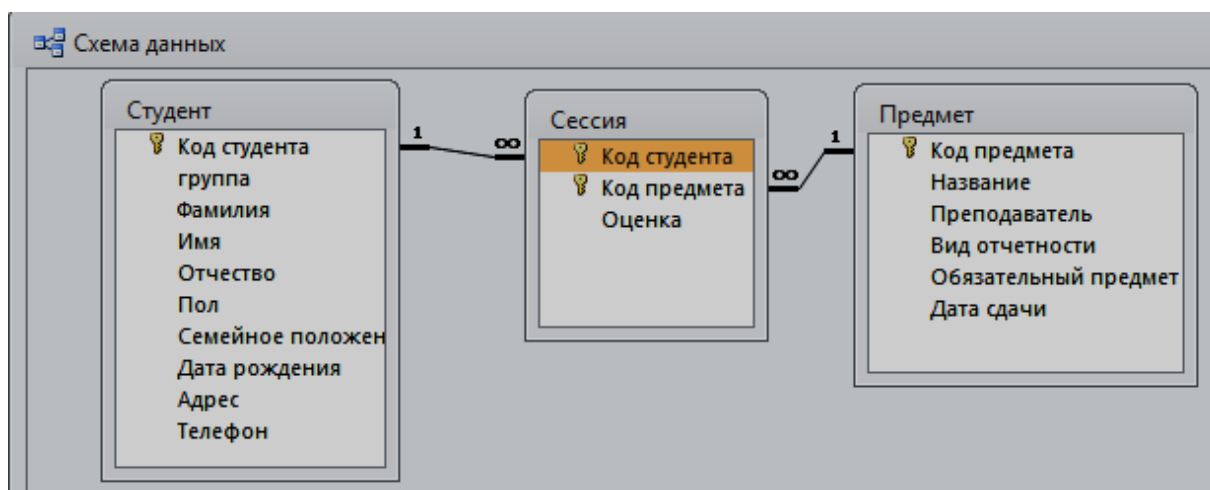 Схема данных
Студент
Код студента
группа
Фамилия
Имя
Отчество
Пол
Семейное положен
Дата рождения
Адрес
Телефон
1
∞
Сессия
Код студента
Код предмета
Оценка
∞
1
Предмет
Код предмета
Название
Преподаватель
Вид отчетности
Обязательный предмет
Дата сдачи